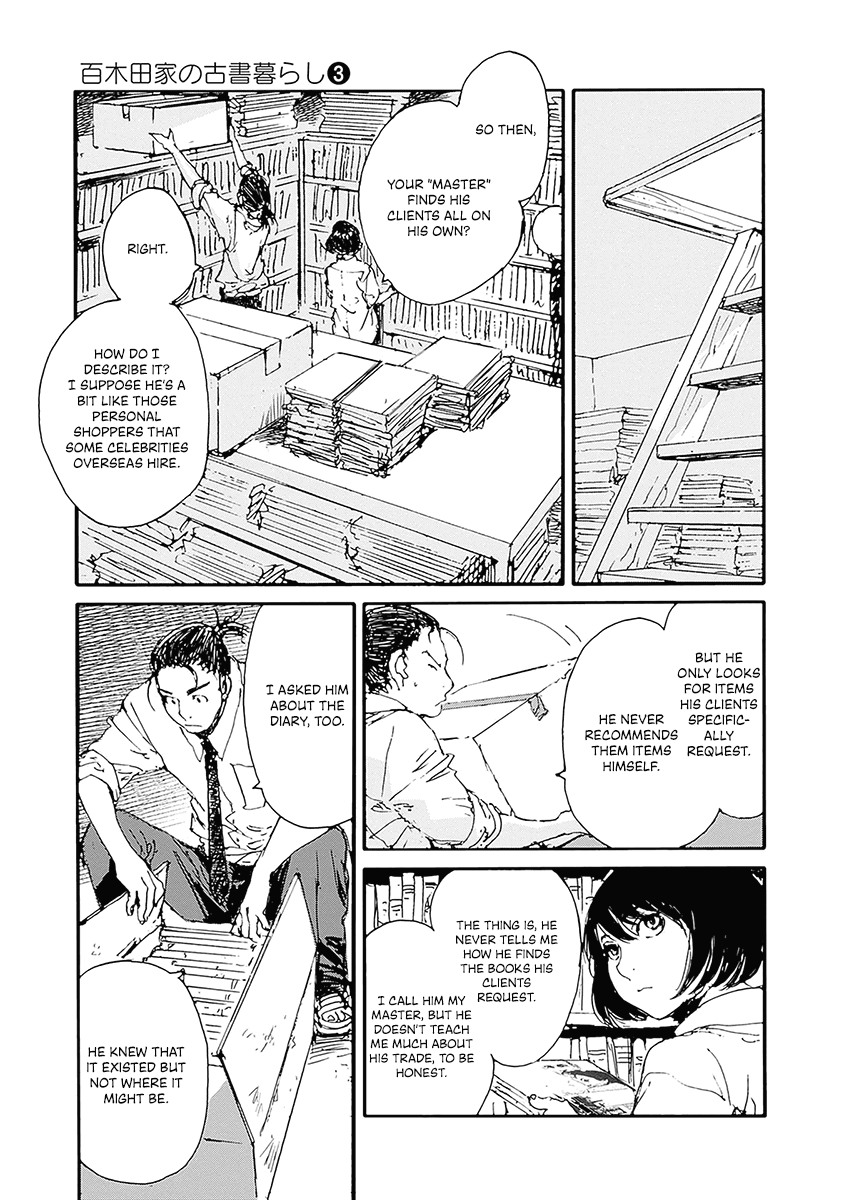 百木田家の古書暮らし❸
SO THEN,
YOUR "MASTER"
FINDS HIS
CLIENTS ALL ON
HIS OWN?
RIGHT.
HOW DO I
DESCRIBE IT?
I SUPPOSE HE'S A
BIT LIKE THOSE
PERSONAL
SHOPPERS THAT
SOME CELEBRITIES
OVERSEAS HIRE.
BUT HE
ONLY LOOKS
FOR ITEMS
HIS CLIENTS
SPECIFIC-
ALLY
REQUEST.
HE NEVER
RECOMMENDS
THEM ITEMS
HIMSELF.
THE THING IS, HE
NEVER TELLS ME
HOW HE FINDS
THE BOOKS HIS
CLIENTS
REQUEST.
I CALL HIM MY
MASTER, BUT HE
DOESN'T TEACH
ME MUCH ABOUT
HIS TRADE, TO BE
HONEST.
I ASKED HIM
ABOUT THE
DIARY, TOO.
HE KNEW THAT
IT EXISTED BUT
NOT WHERE IT
MIGHT BE.